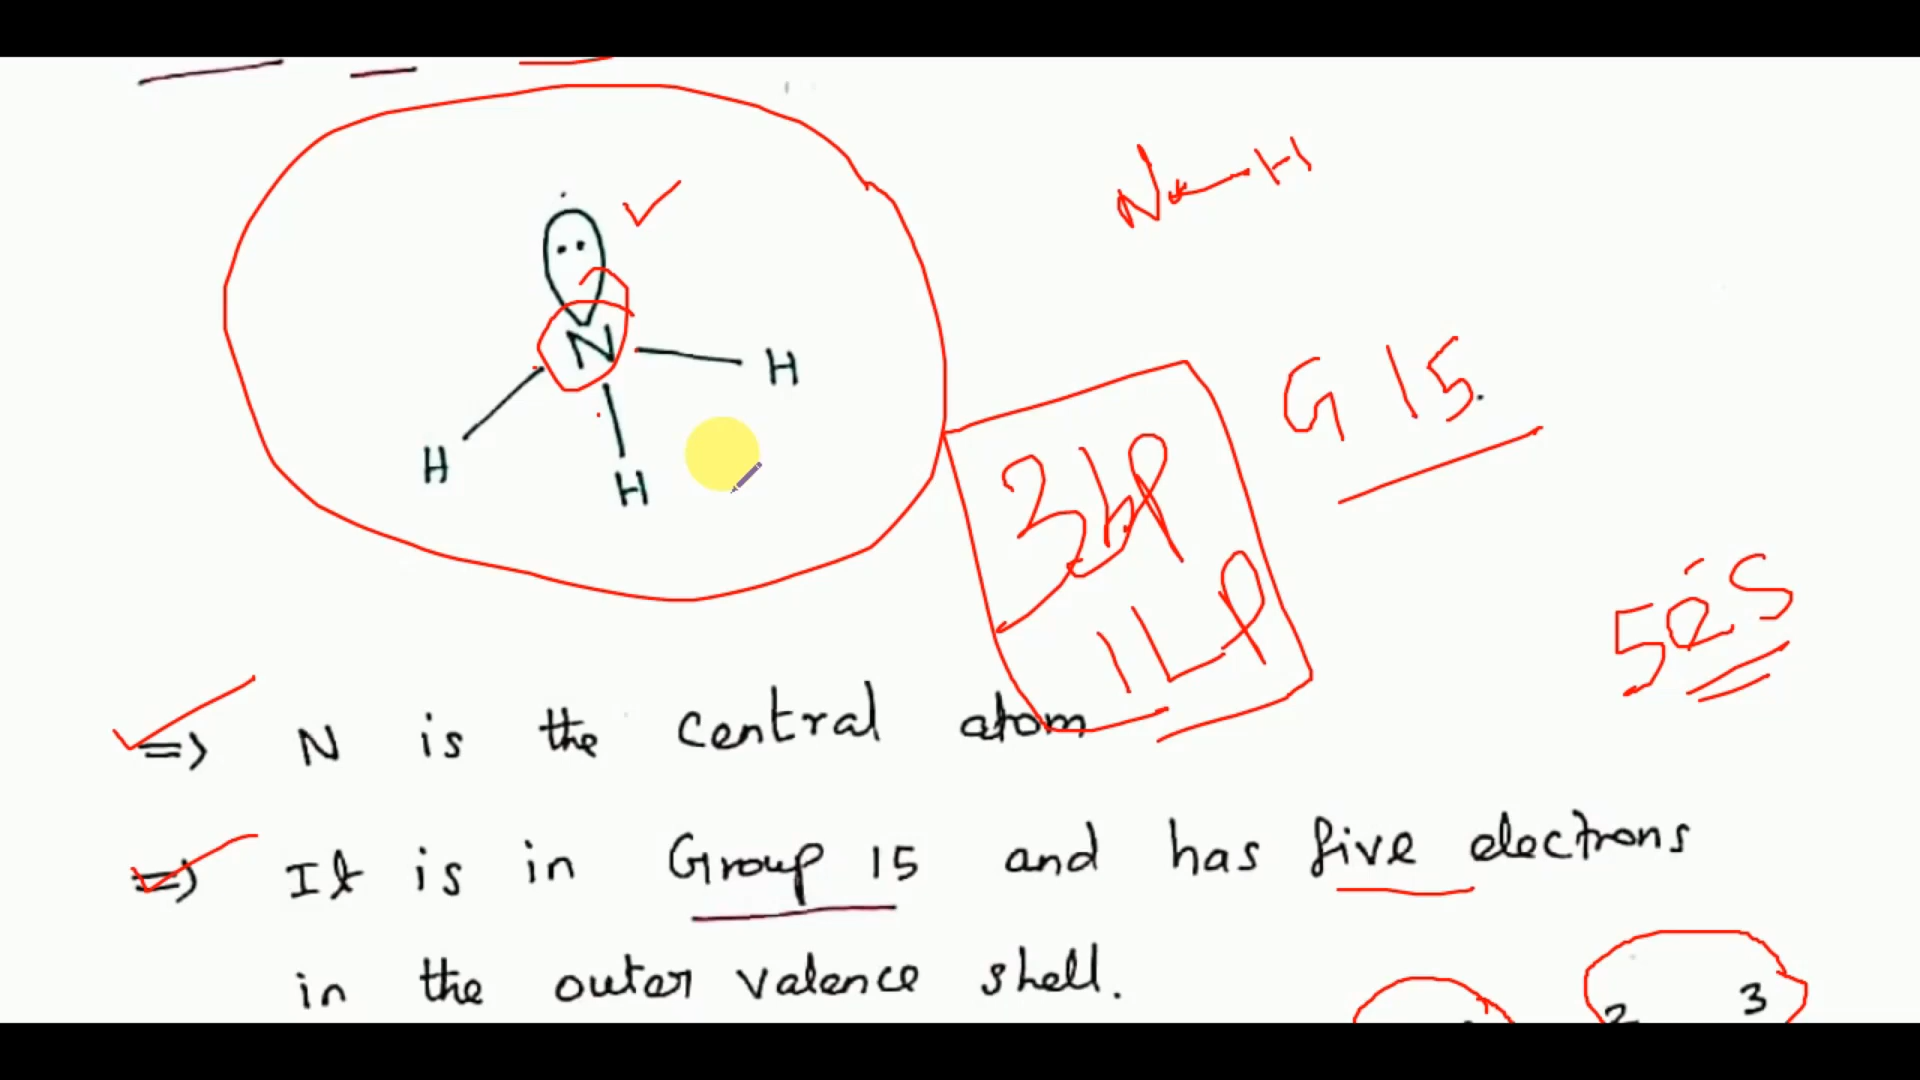 N-H
N
H
H
H
G 15
3bP
1LP
5e⁻s
=> N is the central atom
=> It is in Group 15 and has five electrons
in the outer valence shell.
2 3